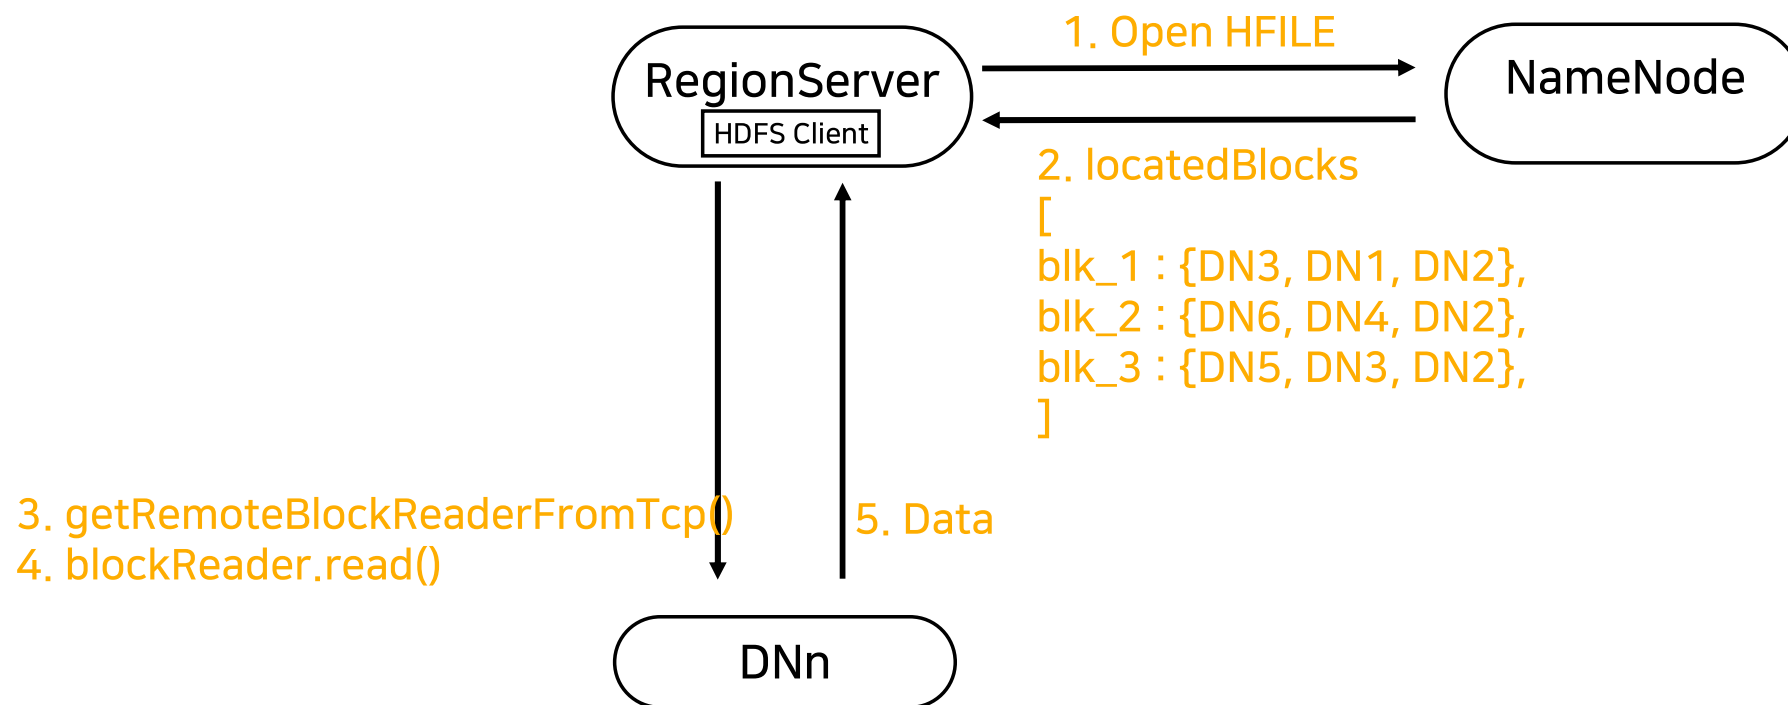 1. Open HFILE
RegionServer
HDFS Client
NameNode
2. locatedBlocks
[
blk_1 : {DN3, DN1, DN2},
blk_2 : {DN6, DN4, DN2},
blk_3 : {DN5, DN3, DN2},
]
3. getRemoteBlockReaderFromTcp()
4. blockReader.read()
5. Data
DNn